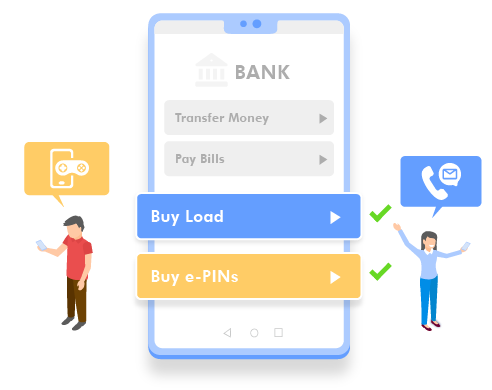 BANK
Transfer Money
Pay Bills
Buy Load
Buy e-PINs